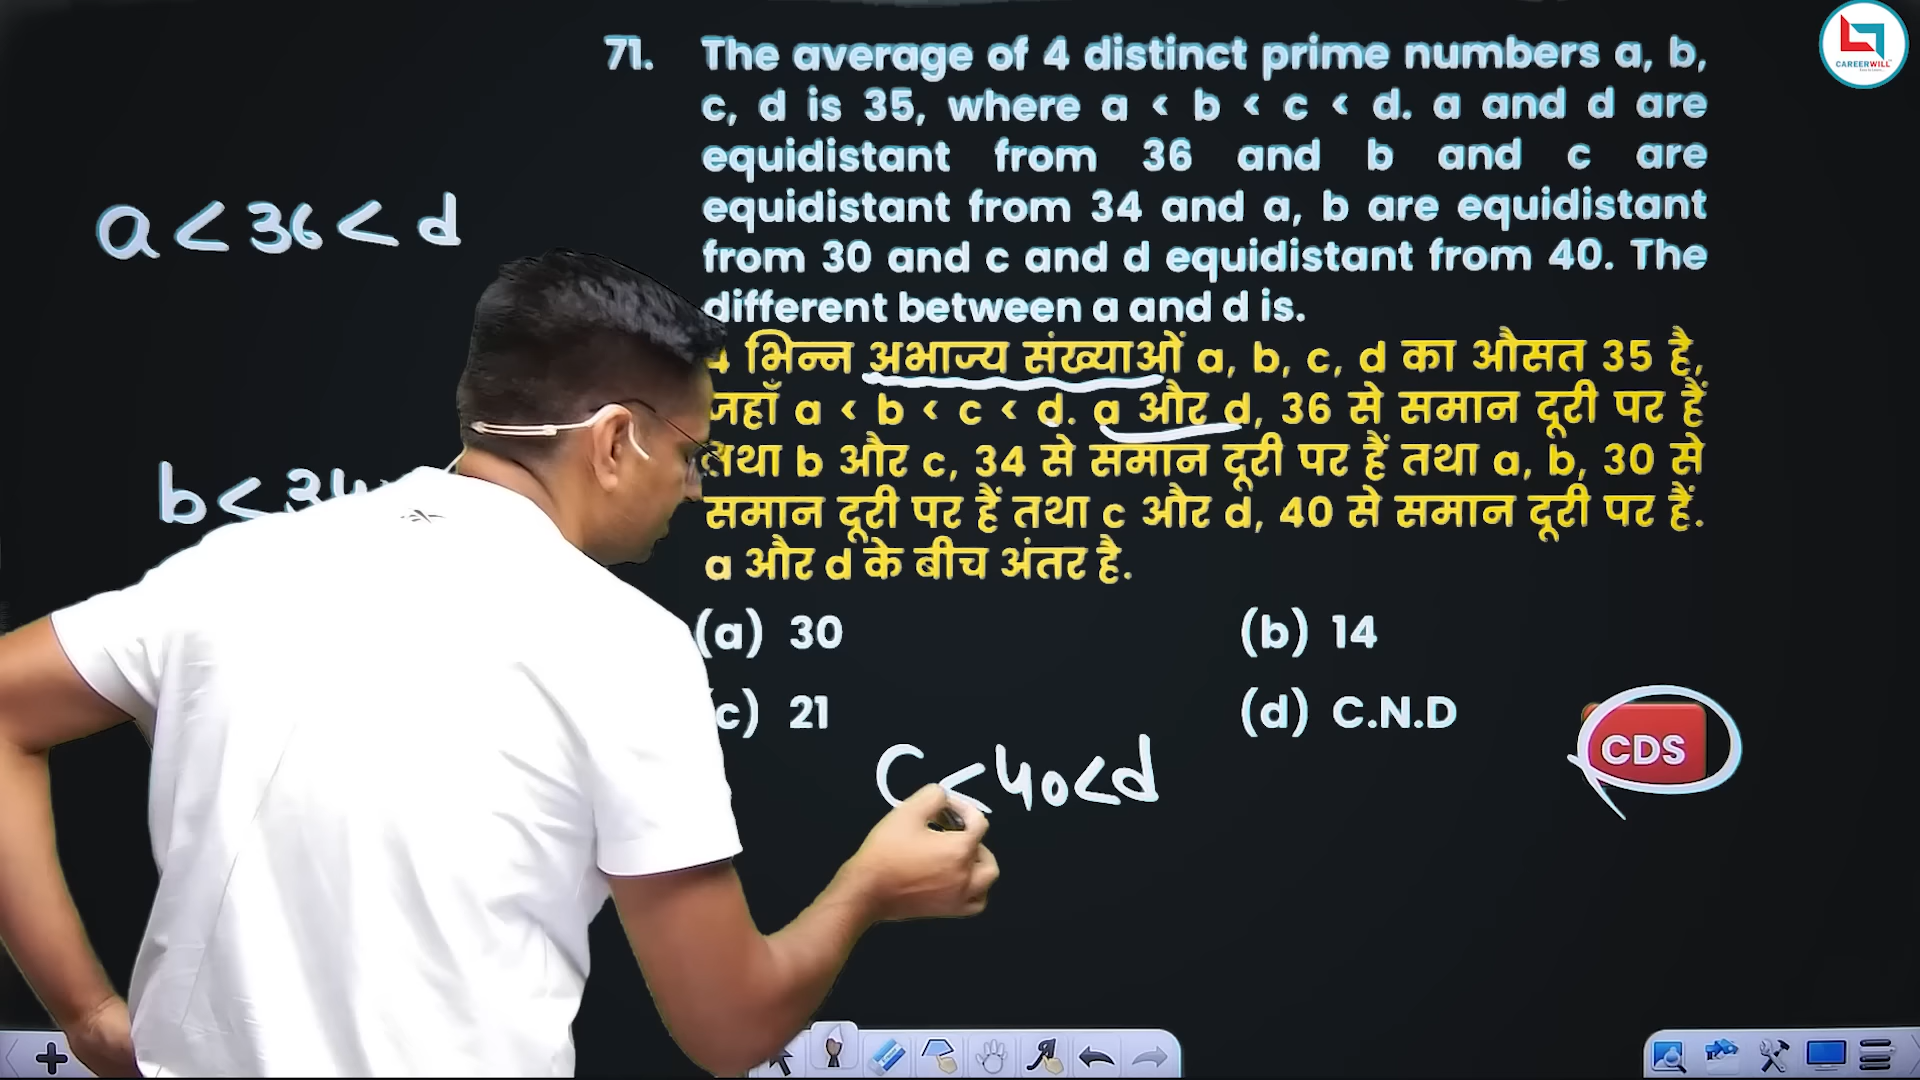 CAREERWILL
71. The average of 4 distinct prime numbers a, b,
c, d is 35, where a < b < c < d. a and d are
equidistant from 36 and b and c are
equidistant from 34 and a, b are equidistant
from 30 and c and d equidistant from 40. The
different between a and d is.
4 भिन्न अभाज्य संख्याओं a, b, c, d का औसत 35 है,
जहाँ a < b < c < d. a और d, 36 से समान दूरी पर हैं
तथा b और c, 34 से समान दूरी पर हैं तथा a, b, 30 से
समान दूरी पर हैं तथा c और d, 40 से समान दूरी पर हैं.
a और d के बीच अंतर है.
(a) 30 (b) 14
(c) 21 (d) C.N.D
CDS
a < 36 < d
b < 34
c < 40 < d